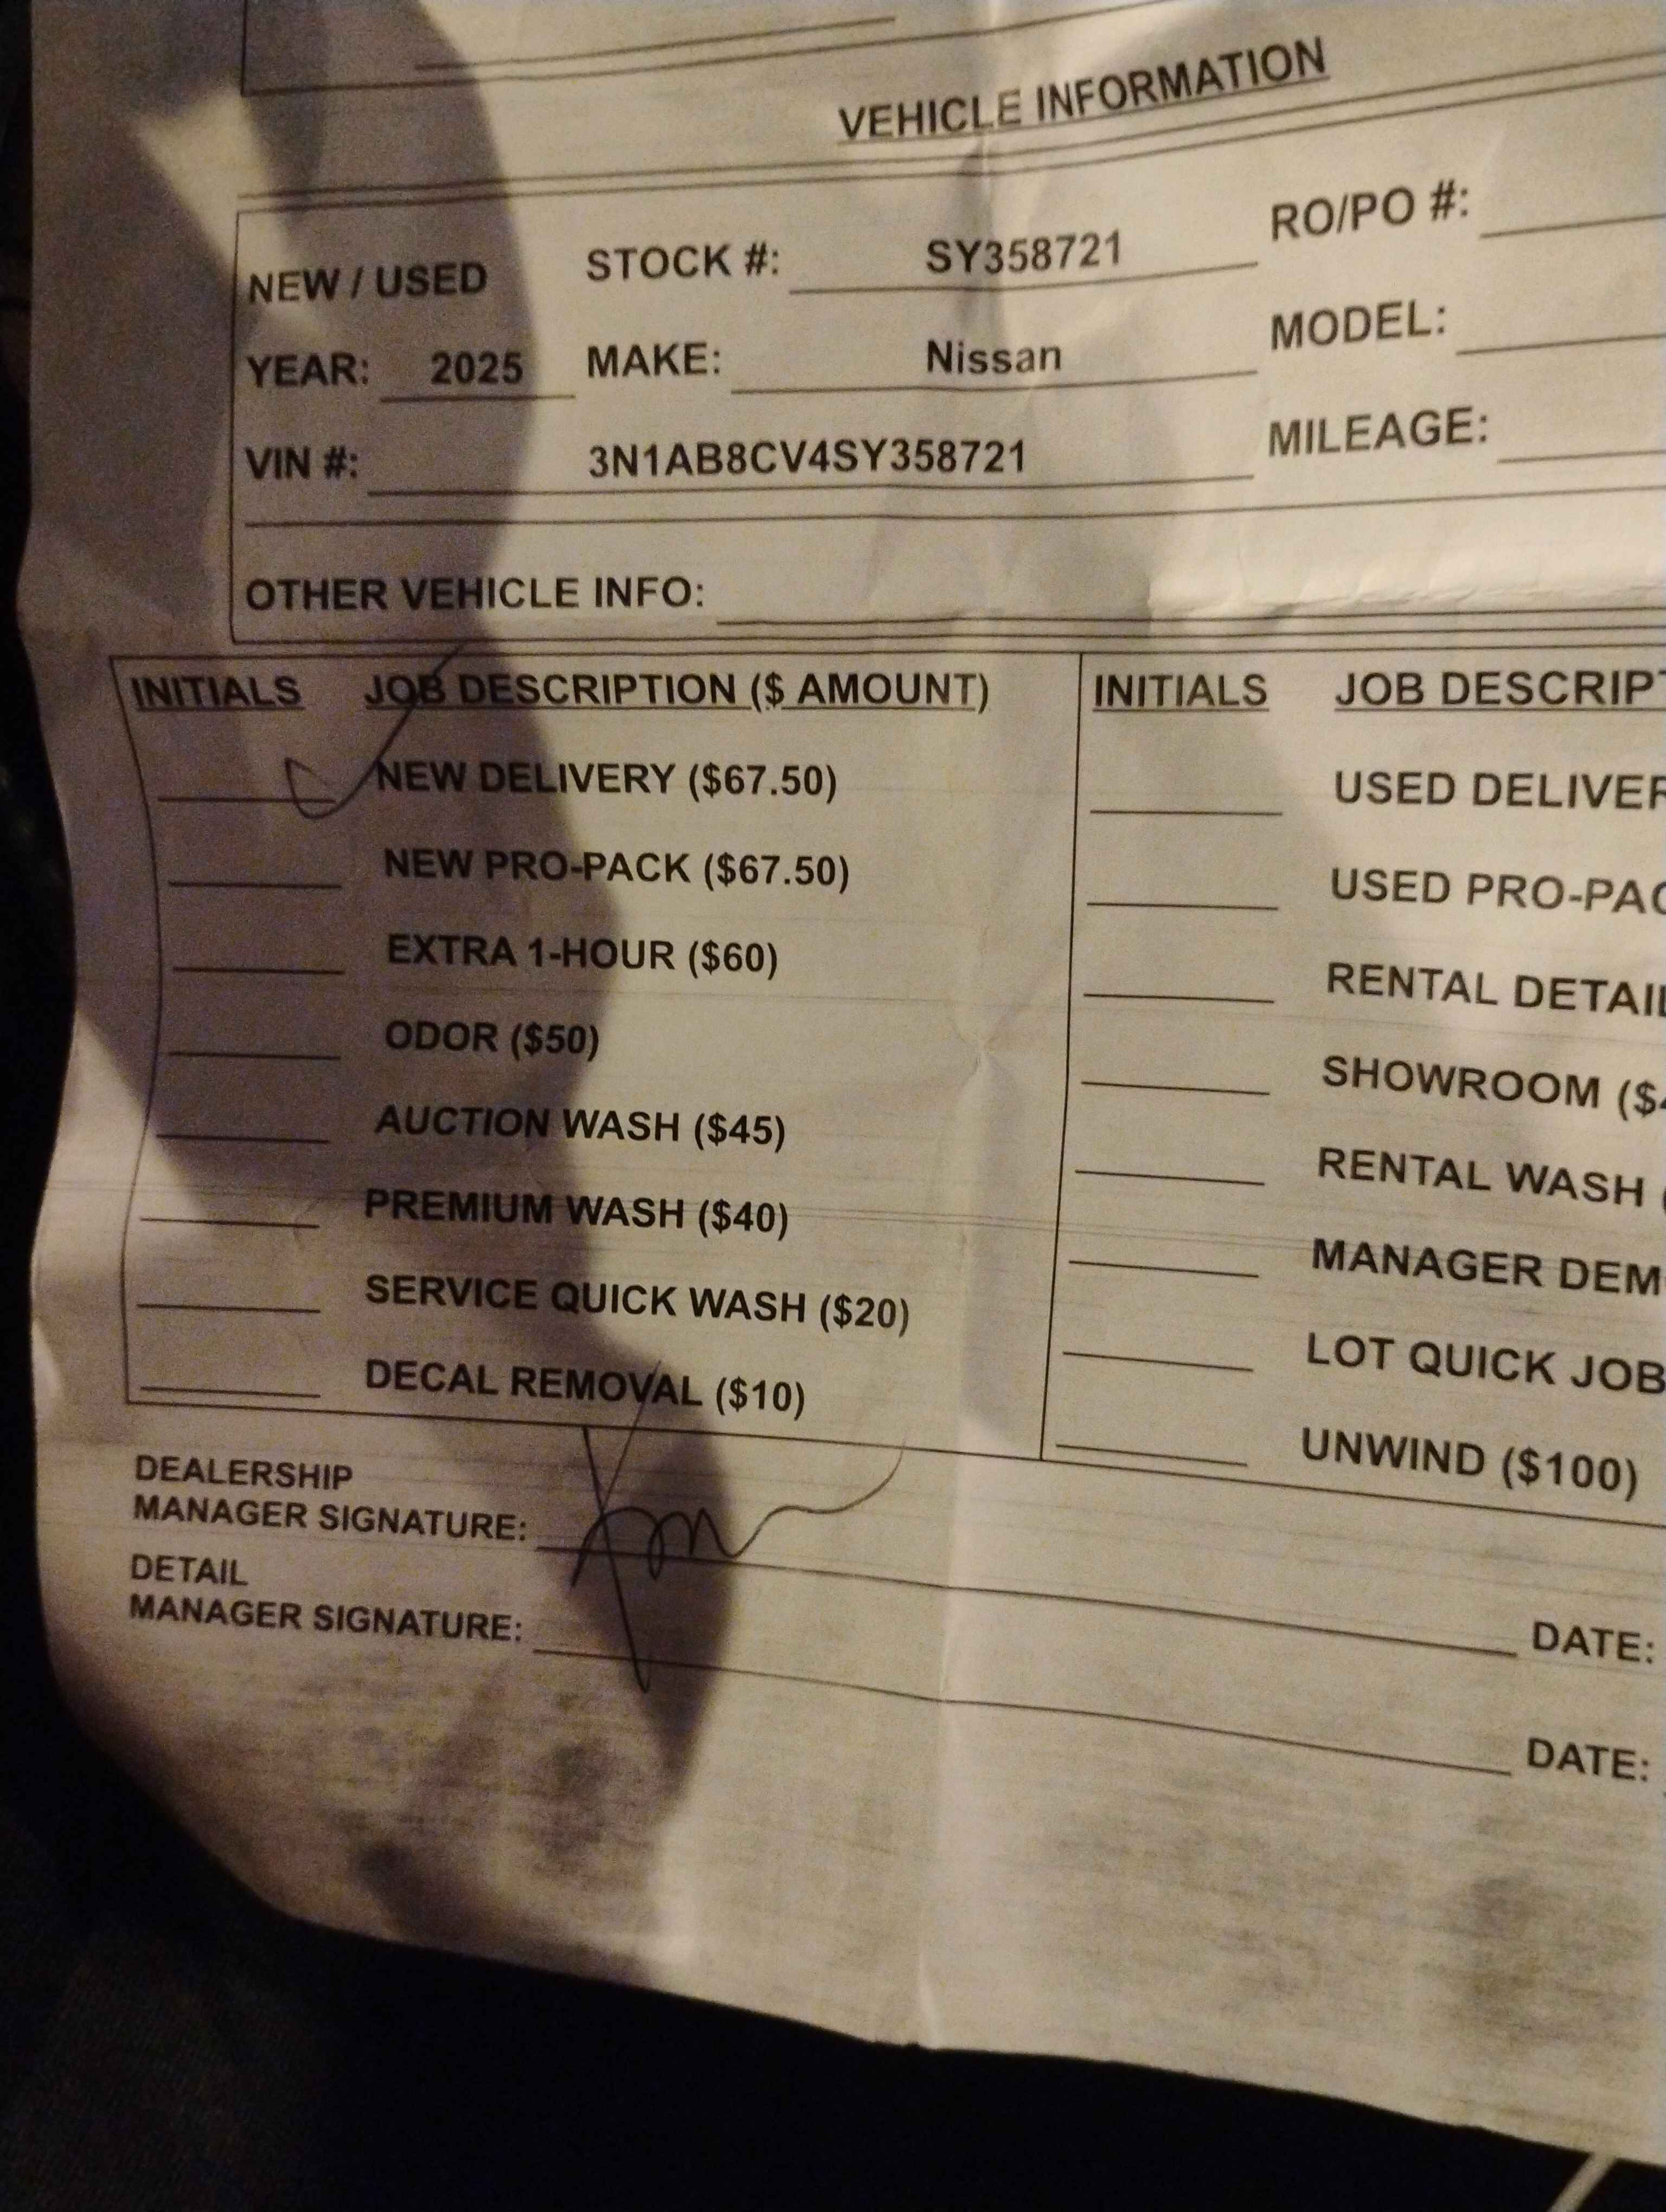 VEHICLE INFORMATION
NEW / USED STOCK #: SY358721 RO/PO #:
YEAR: 2025 MAKE: Nissan MODEL:
VIN #: 3N1AB8CV4SY358721 MILEAGE:
OTHER VEHICLE INFO:
INITIALS JOB DESCRIPTION ($ AMOUNT)
NEW DELIVERY ($67.50)
NEW PRO-PACK ($67.50)
EXTRA 1-HOUR ($60)
ODOR ($50)
AUCTION WASH ($45)
PREMIUM WASH ($40)
SERVICE QUICK WASH ($20)
DECAL REMOVAL ($10)
INITIALS JOB DESCRIPT
USED DELIVER
USED PRO-PAC
RENTAL DETAIL
SHOWROOM ($4
RENTAL WASH (
MANAGER DEM
LOT QUICK JOB
UNWIND ($100)
DEALERSHIP
MANAGER SIGNATURE: DATE:
DETAIL
MANAGER SIGNATURE: DATE: